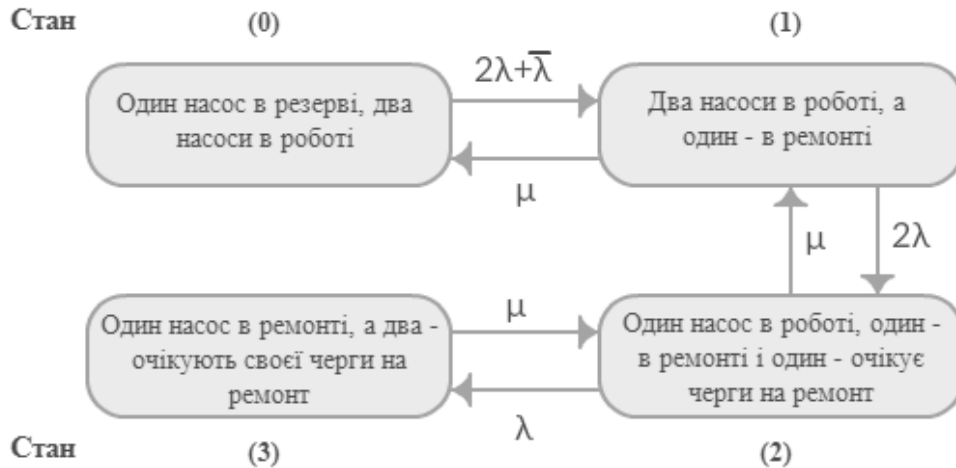 Стан (0) (1)
2λ+λ̅
Один насос в резерві, два
насоси в роботі
Два насоси в роботі, а
один - в ремонті
μ
μ
2λ
Один насос в ремонті, а два -
очікують своєї черги на
ремонт
μ
Один насос в роботі, один -
в ремонті і один - очікує
черги на ремонт
λ
Стан (3) (2)